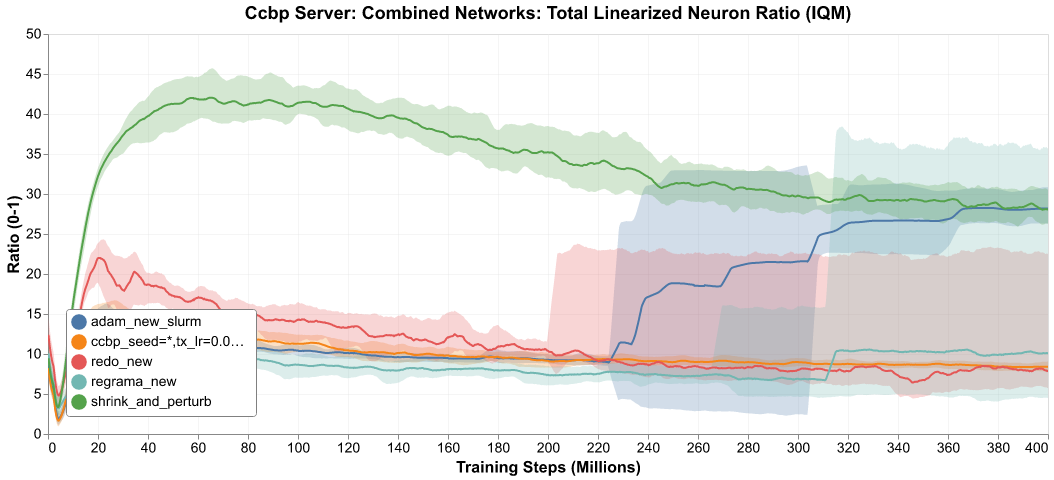 Ccbp Server: Combined Networks: Total Linearized Neuron Ratio (IQM)
50
45
40
35
30
25
20
15
10
5
0
Ratio (0-1)
adam_new_slurm
ccbp_seed=*,tx_lr=0.0…
redo_new
regrama_new
shrink_and_perturb
0 20 40 60 80 100 120 140 160 180 200 220 240 260 280 300 320 340 360 380 400
Training Steps (Millions)